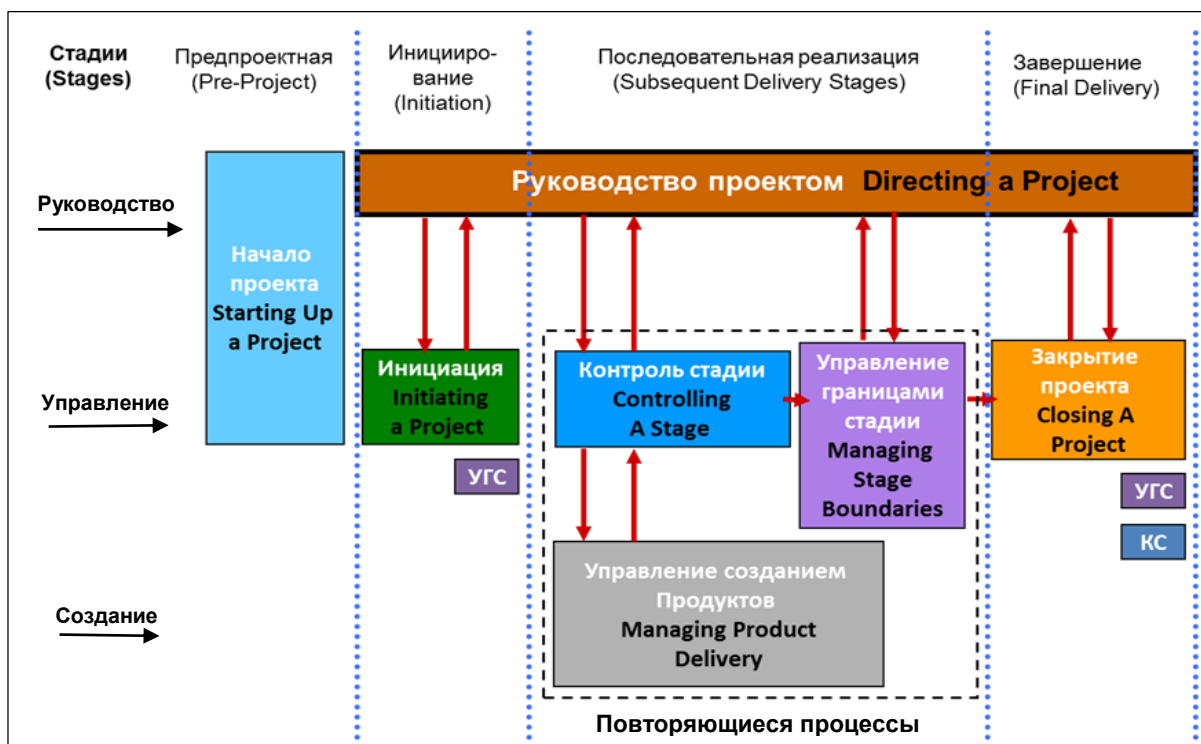 Стадии
(Stages)
Предпроектная
(Pre-Project)
Иницииро-
вание
(Initiation)
Последовательная реализация
(Subsequent Delivery Stages)
Завершение
(Final Delivery)
Руководство проектом Directing a Project
Руководство
Начало
проекта
Starting Up
a Project
Управление
Инициация
Initiating
a Project
УГС
Контроль стадии
Controlling
A Stage
Управление
границами
стадии
Managing
Stage
Boundaries
Закрытие
проекта
Closing A
Project
УГС
КС
Создание
Управление созданием
Продуктов
Managing Product
Delivery
Повторяющиеся процессы